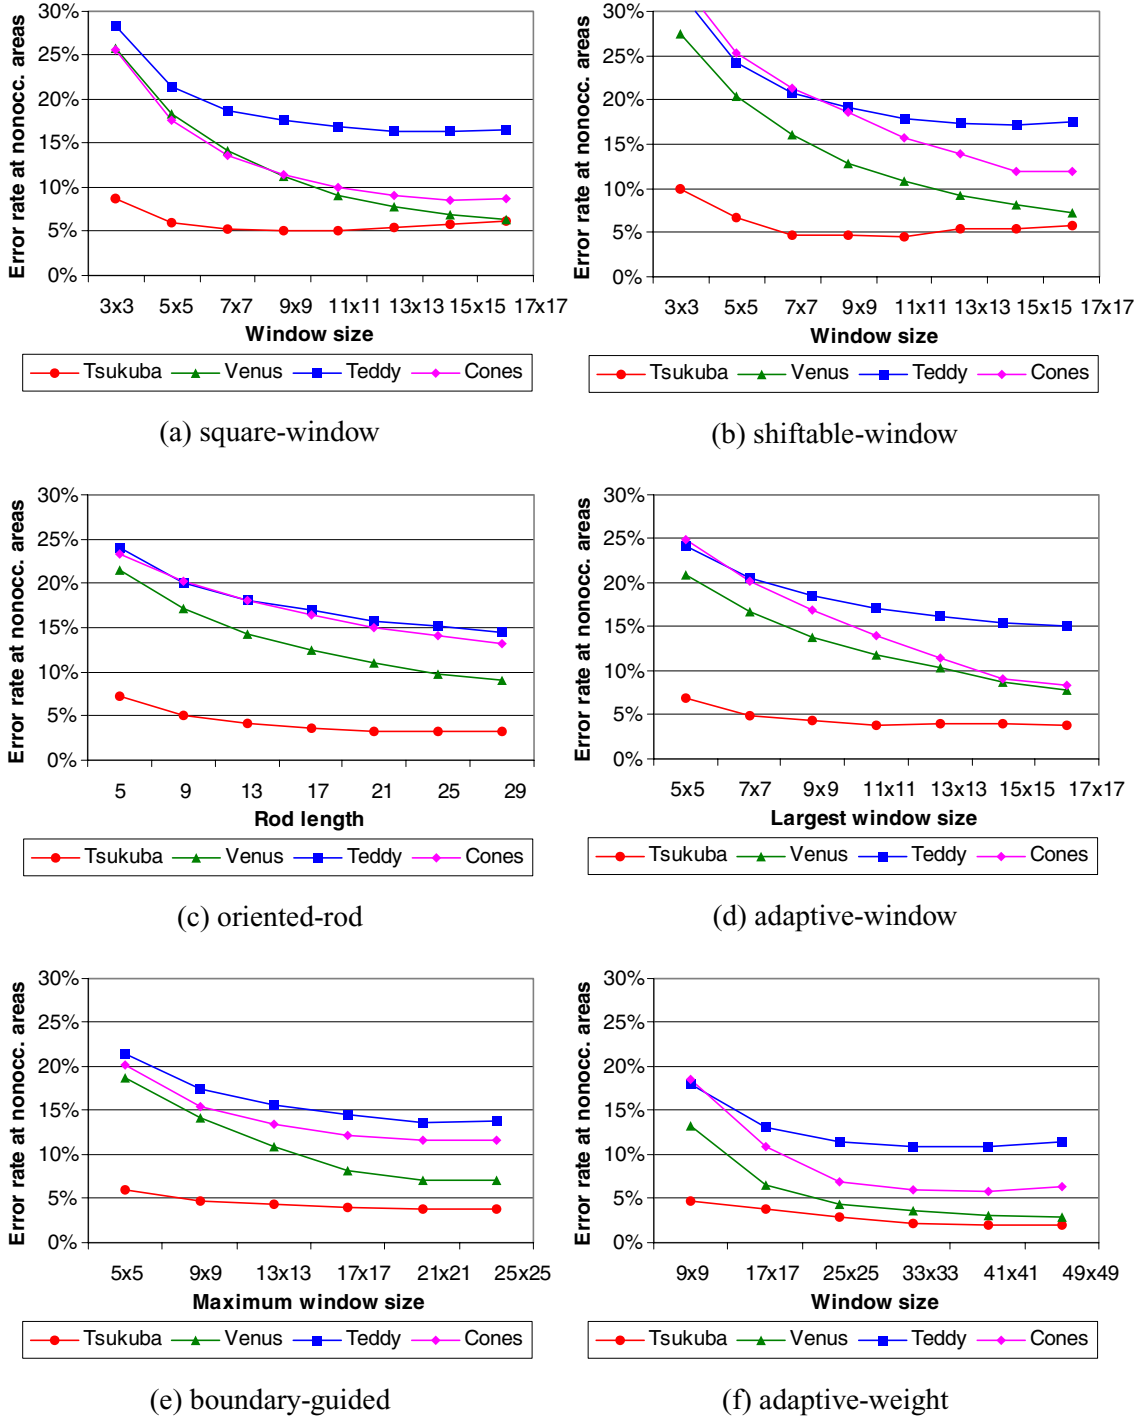 Error rate at nonocc. areas
30%
25%
20%
15%
10%
5%
0%
3x3 5x5 7x7 9x9 11x11 13x13 15x15 17x17
Window size
Tsukuba Venus Teddy Cones
(a) square-window
Error rate at nonocc. areas
30%
25%
20%
15%
10%
5%
0%
3x3 5x5 7x7 9x9 11x11 13x13 15x15 17x17
Window size
Tsukuba Venus Teddy Cones
(b) shiftable-window
Error rate at nonocc. areas
30%
25%
20%
15%
10%
5%
0%
5 9 13 17 21 25 29
Rod length
Tsukuba Venus Teddy Cones
(c) oriented-rod
Error rate at nonocc. areas
30%
25%
20%
15%
10%
5%
0%
5x5 7x7 9x9 11x11 13x13 15x15 17x17
Largest window size
Tsukuba Venus Teddy Cones
(d) adaptive-window
Error rate at nonocc. areas
30%
25%
20%
15%
10%
5%
0%
5x5 9x9 13x13 17x17 21x21 25x25
Maximum window size
Tsukuba Venus Teddy Cones
(e) boundary-guided
Error rate at nonocc. areas
30%
25%
20%
15%
10%
5%
0%
9x9 17x17 25x25 33x33 41x41 49x49
Window size
Tsukuba Venus Teddy Cones
(f) adaptive-weight